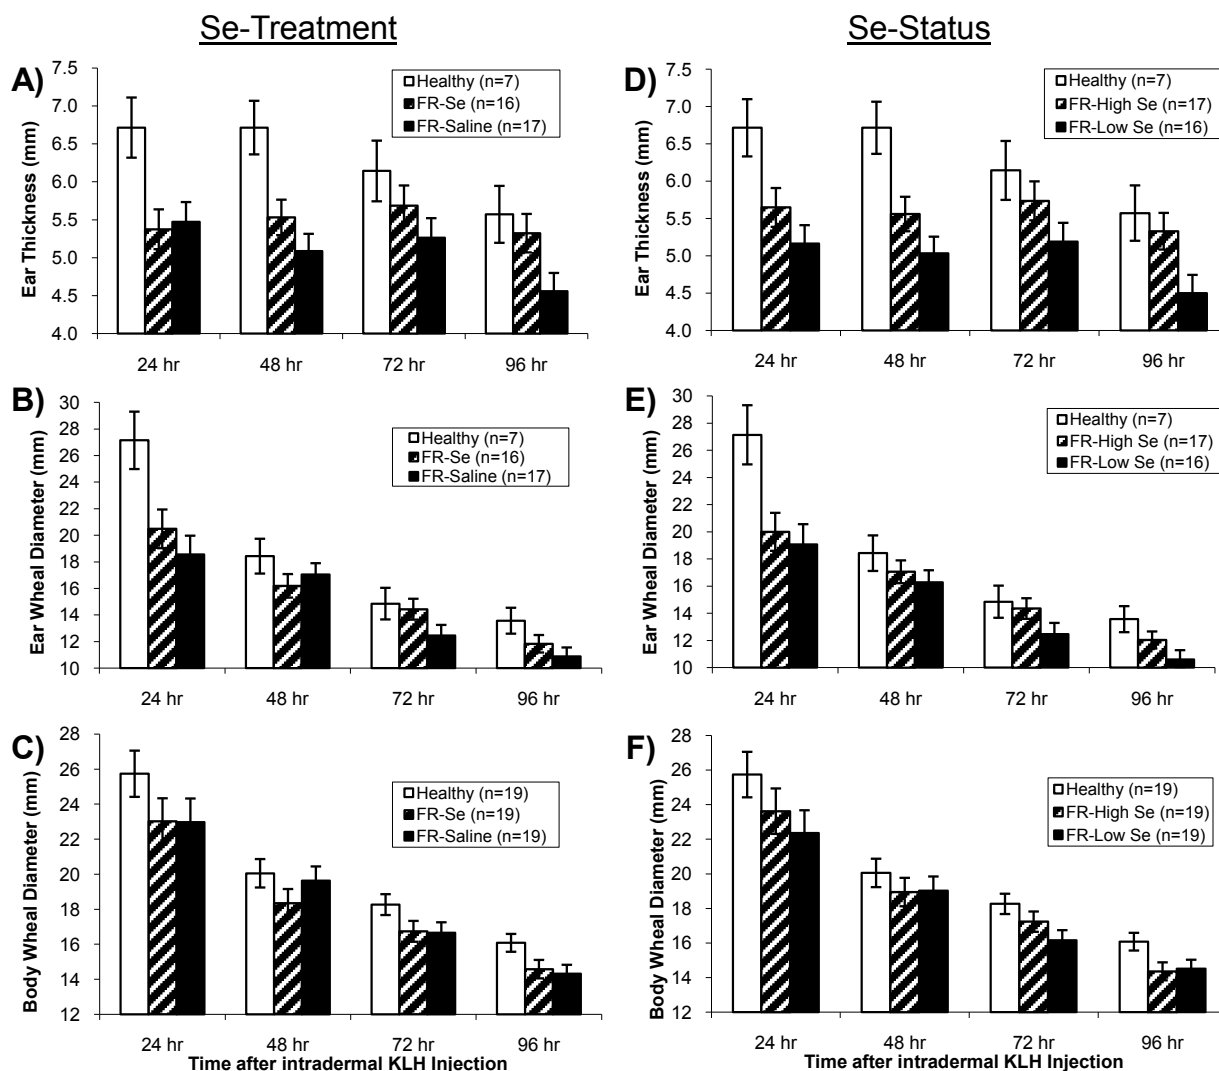 Se-Treatment
Se-Status
A)
Ear Thickness (mm)
7.5
7.0
6.5
6.0
5.5
5.0
4.5
4.0
Healthy (n=7)
FR-Se (n=16)
FR-Saline (n=17)
24 hr 48 hr 72 hr 96 hr
D)
Ear Thickness (mm)
7.5
7.0
6.5
6.0
5.5
5.0
4.5
4.0
Healthy (n=7)
FR-High Se (n=17)
FR-Low Se (n=16)
24 hr 48 hr 72 hr 96 hr
B)
Ear Wheal Diameter (mm)
30
28
26
24
22
20
18
16
14
12
10
Healthy (n=7)
FR-Se (n=16)
FR-Saline (n=17)
24 hr 48 hr 72 hr 96 hr
E)
Ear Wheal Diameter (mm)
30
28
26
24
22
20
18
16
14
12
10
Healthy (n=7)
FR-High Se (n=17)
FR-Low Se (n=16)
24 hr 48 hr 72 hr 96 hr
C)
Body Wheal Diameter (mm)
28
26
24
22
20
18
16
14
12
Healthy (n=19)
FR-Se (n=19)
FR-Saline (n=19)
24 hr 48 hr 72 hr 96 hr
Time after intradermal KLH Injection
F)
Body Wheal Diameter (mm)
28
26
24
22
20
18
16
14
12
Healthy (n=19)
FR-High Se (n=19)
FR-Low Se (n=19)
24 hr 48 hr 72 hr 96 hr
Time after intradermal KLH Injection